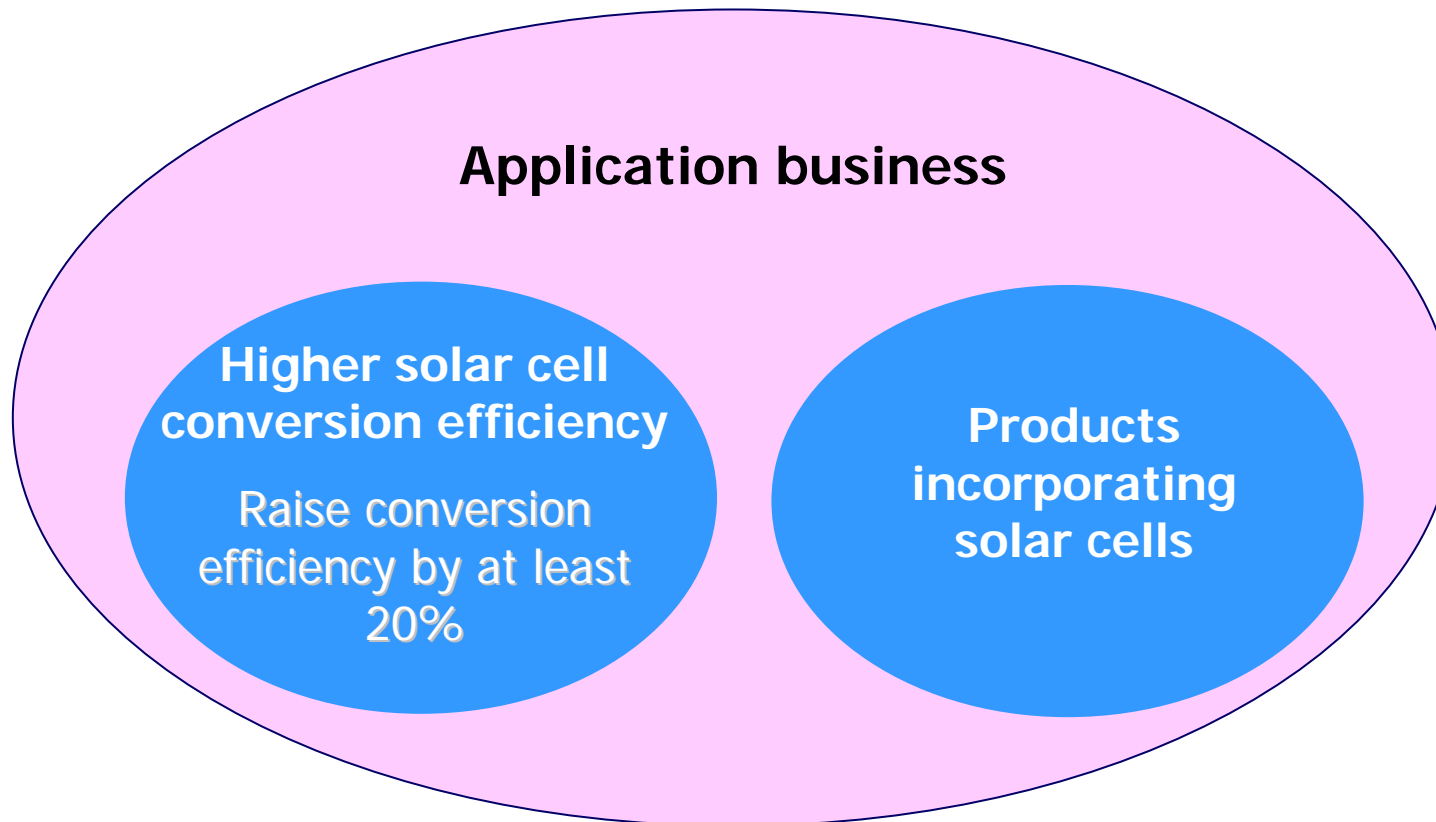 Application business
Higher solar cell
conversion efficiency
Raise conversion
efficiency by at least
20%
Products
incorporating
solar cells